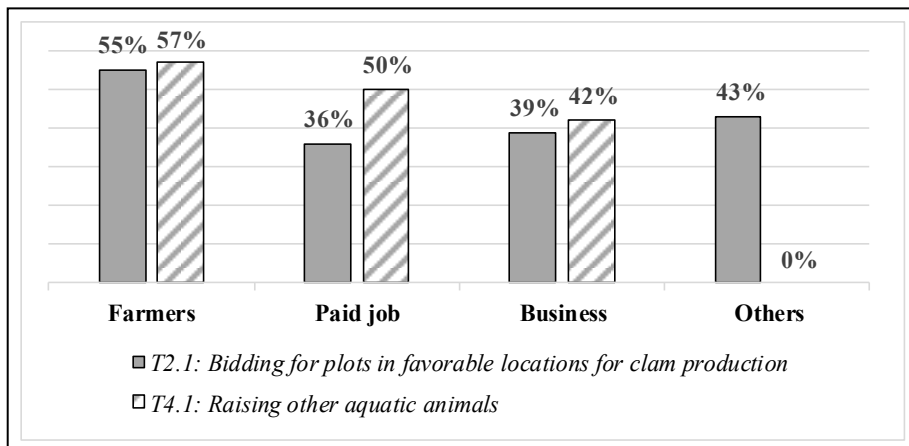 55% 57% 36% 50% 39% 42% 43% 0%
Farmers Paid job Business Others
T2.1: Bidding for plots in favorable locations for clam production
T4.1: Raising other aquatic animals